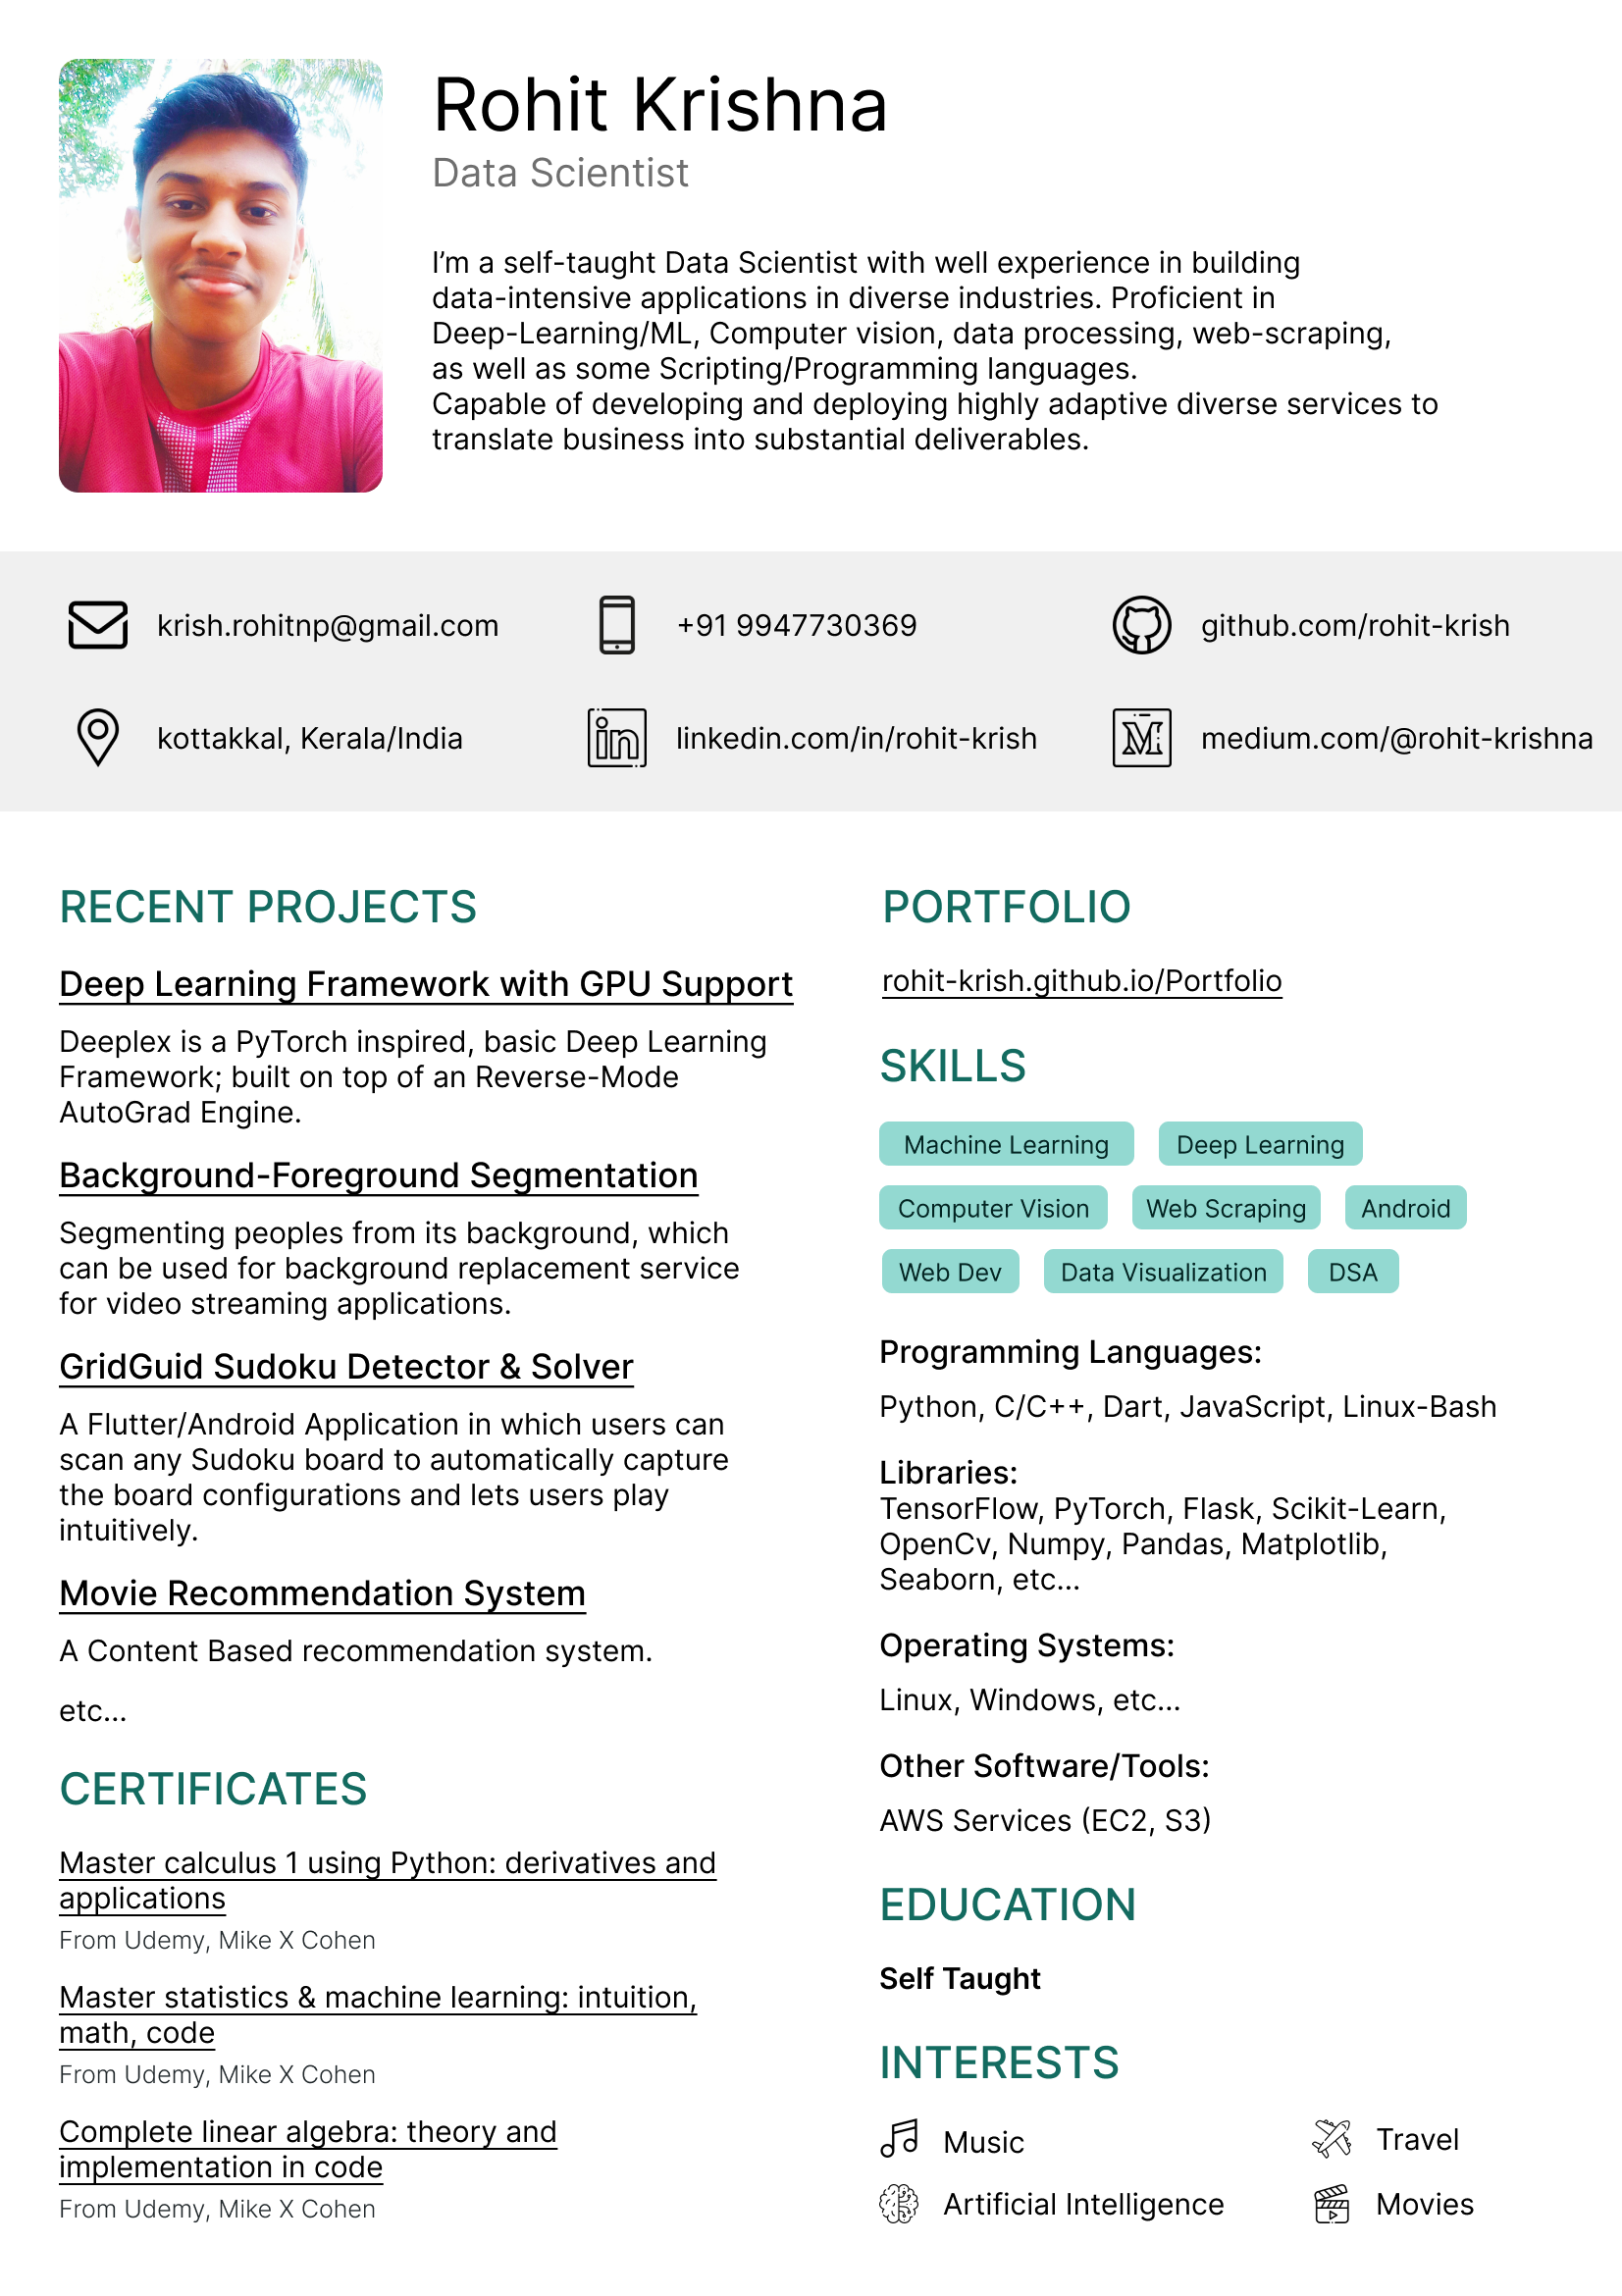 Rohit Krishna
Data Scientist
I'm a self-taught Data Scientist with well experience in building
data-intensive applications in diverse industries. Proficient in
Deep-Learning/ML, Computer vision, data processing, web-scraping,
as well as some Scripting/Programming languages.
Capable of developing and deploying highly adaptive diverse services to
translate business into substantial deliverables.
krish.rohitnp@gmail.com
+91 9947730369
github.com/rohit-krish
kottakkal, Kerala/India
linkedin.com/in/rohit-krish
medium.com/@rohit-krishna
RECENT PROJECTS
Deep Learning Framework with GPU Support
Deeplex is a PyTorch inspired, basic Deep Learning
Framework; built on top of an Reverse-Mode
AutoGrad Engine.
Background-Foreground Segmentation
Segmenting peoples from its background, which
can be used for background replacement service
for video streaming applications.
GridGuid Sudoku Detector & Solver
A Flutter/Android Application in which users can
scan any Sudoku board to automatically capture
the board configurations and lets users play
intuitively.
Movie Recommendation System
A Content Based recommendation system.
etc...
CERTIFICATES
Master calculus 1 using Python: derivatives and
applications
From Udemy, Mike X Cohen
Master statistics & machine learning: intuition,
math, code
From Udemy, Mike X Cohen
Complete linear algebra: theory and
implementation in code
From Udemy, Mike X Cohen
PORTFOLIO
rohit-krish.github.io/Portfolio
SKILLS
Machine Learning
Deep Learning
Computer Vision
Web Scraping
Android
Web Dev
Data Visualization
DSA
Programming Languages:
Python, C/C++, Dart, JavaScript, Linux-Bash
Libraries:
TensorFlow, PyTorch, Flask, Scikit-Learn,
OpenCv, Numpy, Pandas, Matplotlib,
Seaborn, etc...
Operating Systems:
Linux, Windows, etc...
Other Software/Tools:
AWS Services (EC2, S3)
EDUCATION
Self Taught
INTERESTS
Music
Travel
Artificial Intelligence
Movies